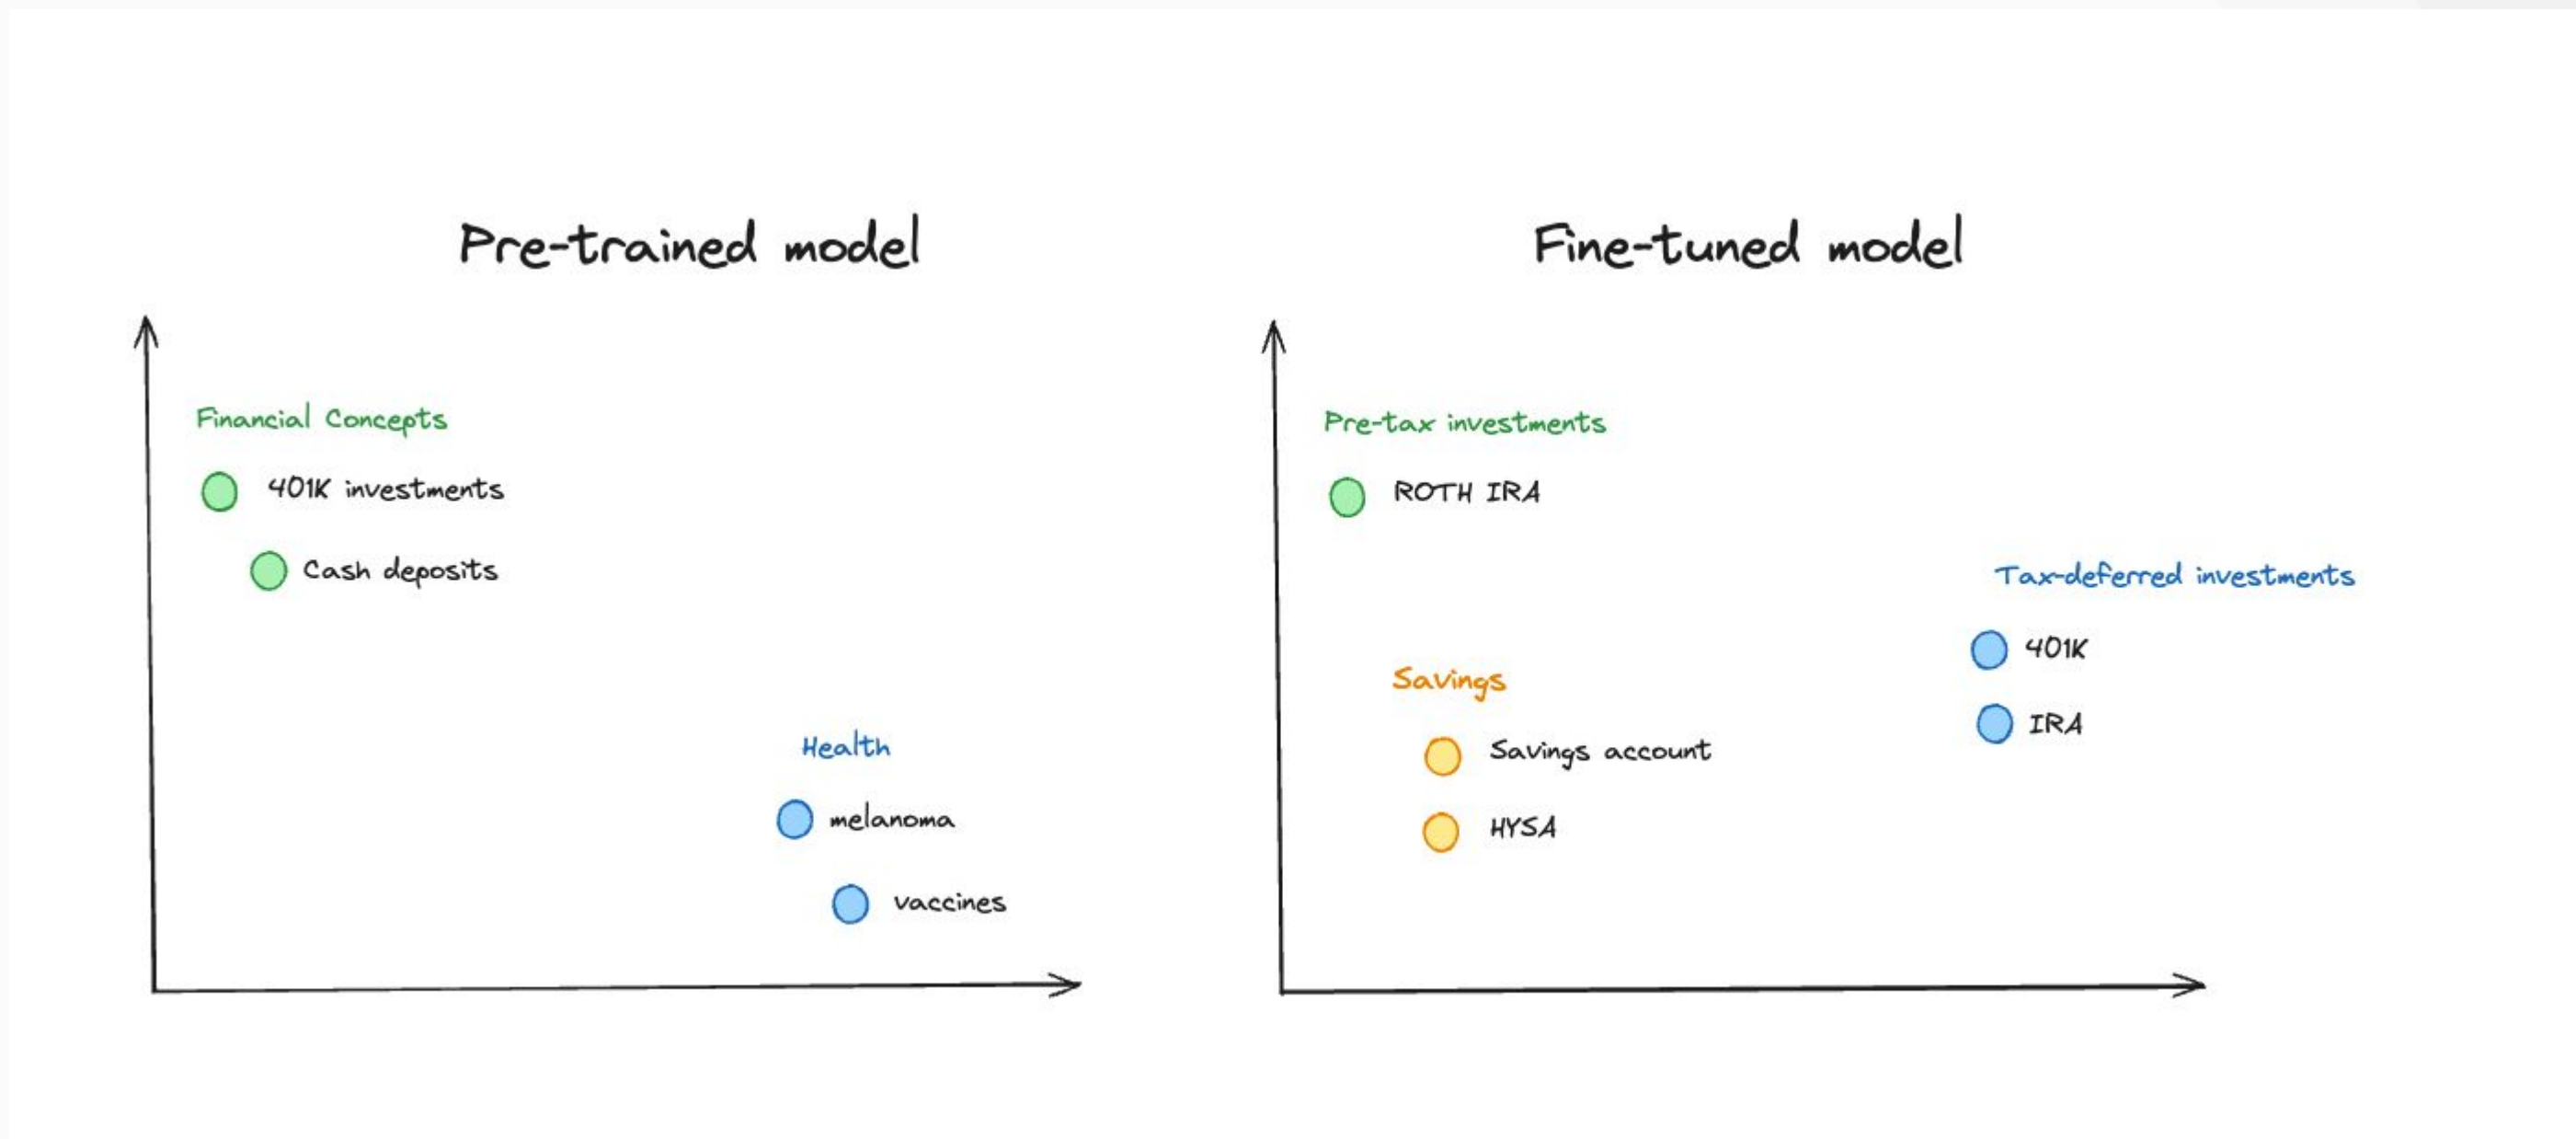 Pre-trained model
Financial Concepts
401K investments
Cash deposits
Health
melanoma
vaccines
Fine-tuned model
Pre-tax investments
ROTH IRA
Tax-deferred investments
401K
IRA
Savings
Savings account
HYSA